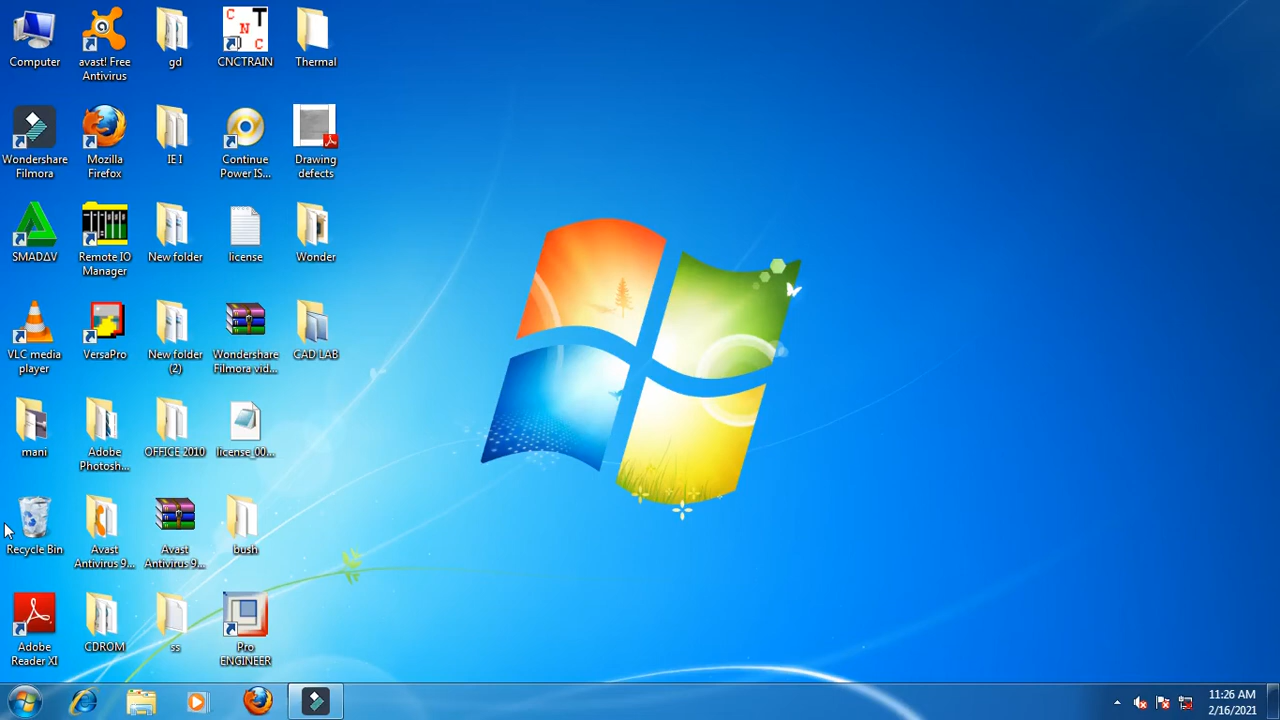 Computer
avast! Free
Antivirus
gd
C T
N
C
CNCTRAIN
Thermal
Wondershare
Filmora
Mozilla
Firefox
IE I
Continue
Power IS...
Drawing
defects
SMADΔV
Remote IO
Manager
New folder
license
Wonder
VLC media
player
VersaPro
New folder
(2)
Wondershare
Filmora vid...
CAD LAB
mani
Adobe
Photosh...
OFFICE 2010
license_00...
Recycle Bin
Avast
Antivirus 9...
Avast
Antivirus 9...
bush
Adobe
Reader XI
CDROM
ss
Pro
ENGINEER
11:26 AM
2/16/2021